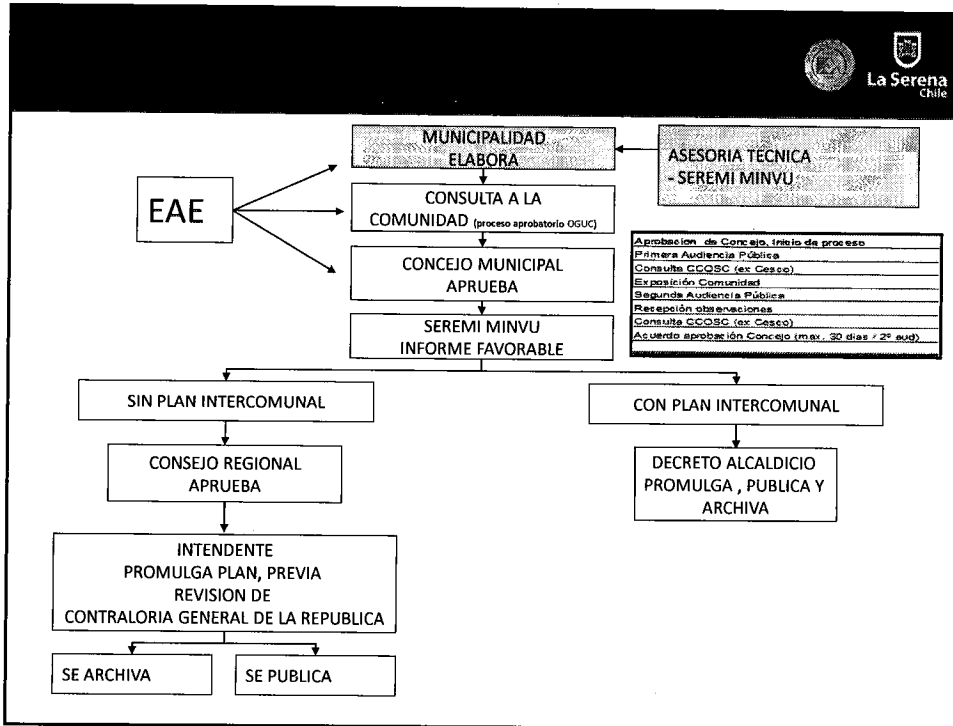 La Serena
Chile
MUNICIPALIDAD
ELABORA
ASESORIA TECNICA
- SEREMI MINVU
EAE
CONSULTA A LA
COMUNIDAD (proceso aprobatorio OGUC)
CONCEJO MUNICIPAL
APRUEBA
Aprobacion de Concejo, Inicio de proceso
Primera Audiencia Pública
Consulta CCOSC (ex Cesco)
Exposición Comunidad
Segunda Audiencia Pública
Recepción observaciones
Consulta CCOSC (ex Cesco)
Acuerdo aprobación Concejo (max. 30 dias 2º aud)
SEREMI MINVU
INFORME FAVORABLE
SIN PLAN INTERCOMUNAL
CON PLAN INTERCOMUNAL
CONSEJO REGIONAL
APRUEBA
DECRETO ALCALDICIO
PROMULGA , PUBLICA Y
ARCHIVA
INTENDENTE
PROMULGA PLAN, PREVIA
REVISION DE
CONTRALORIA GENERAL DE LA REPUBLICA
SE ARCHIVA
SE PUBLICA